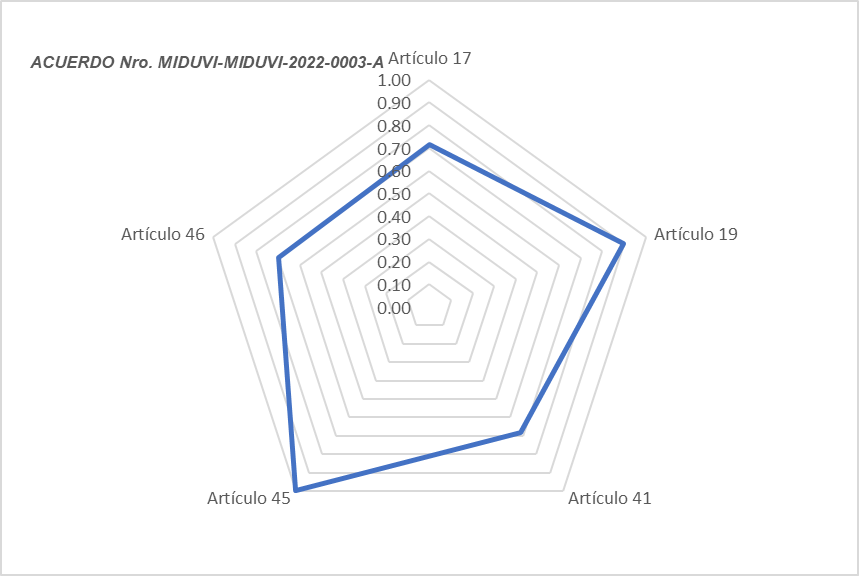 ACUERDO Nro. MIDUVI-MIDUVI-2022-0003-A
Artículo 17
1.00
0.90
0.80
0.70
0.60
0.50
0.40
0.30
0.20
0.10
0.00
Artículo 19
Artículo 41
Artículo 45
Artículo 46